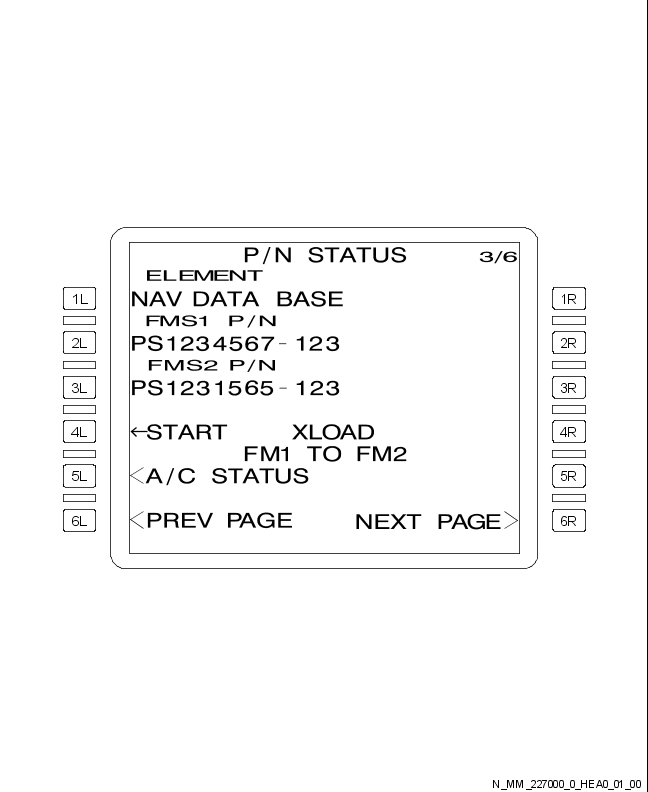 P/N STATUS 3/6
ELEMENT
1L NAV DATA BASE 1R
FMS1 P/N
2L PS1234567-123 2R
FMS2 P/N
3L PS1231565-123 3R
4L ←START XLOAD 4R
FM1 TO FM2
5L <A/C STATUS 5R
6L <PREV PAGE NEXT PAGE> 6R
N_MM_227000_0_HEA0_01_00